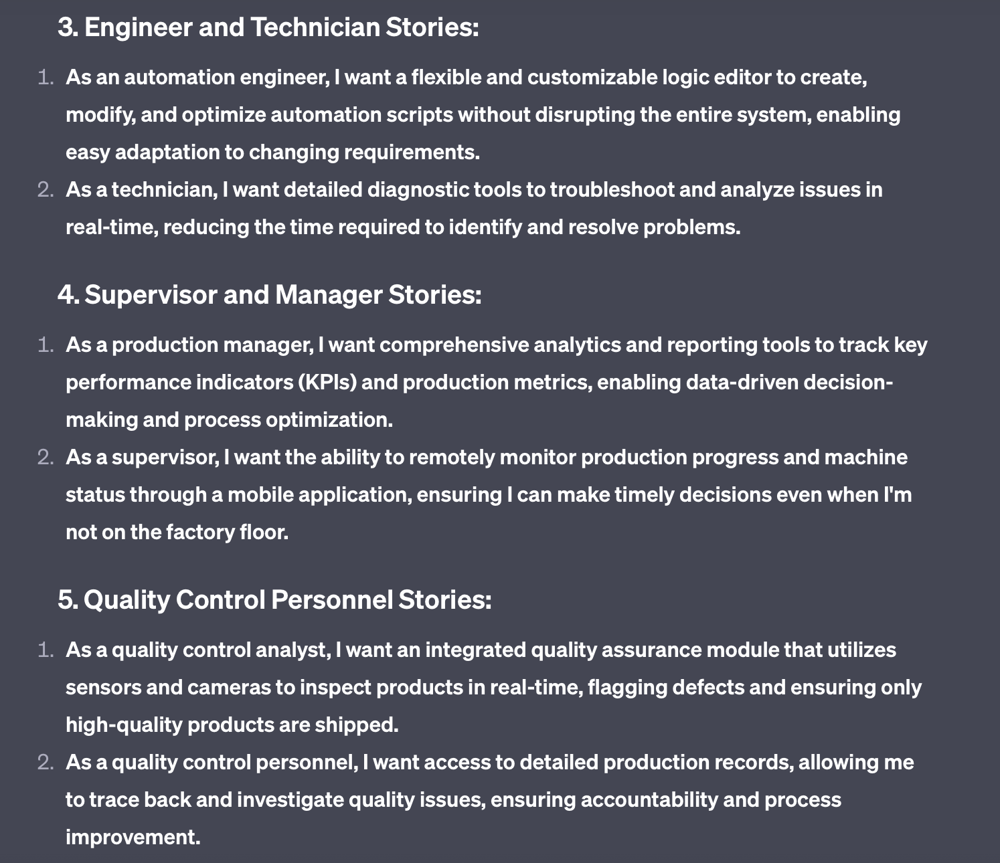 3. Engineer and Technician Stories:
1. As an automation engineer, I want a flexible and customizable logic editor to create,
modify, and optimize automation scripts without disrupting the entire system, enabling
easy adaptation to changing requirements.
2. As a technician, I want detailed diagnostic tools to troubleshoot and analyze issues in
real-time, reducing the time required to identify and resolve problems.
4. Supervisor and Manager Stories:
1. As a production manager, I want comprehensive analytics and reporting tools to track key
performance indicators (KPIs) and production metrics, enabling data-driven decision-
making and process optimization.
2. As a supervisor, I want the ability to remotely monitor production progress and machine
status through a mobile application, ensuring I can make timely decisions even when I'm
not on the factory floor.
5. Quality Control Personnel Stories:
1. As a quality control analyst, I want an integrated quality assurance module that utilizes
sensors and cameras to inspect products in real-time, flagging defects and ensuring only
high-quality products are shipped.
2. As a quality control personnel, I want access to detailed production records, allowing me
to trace back and investigate quality issues, ensuring accountability and process
improvement.